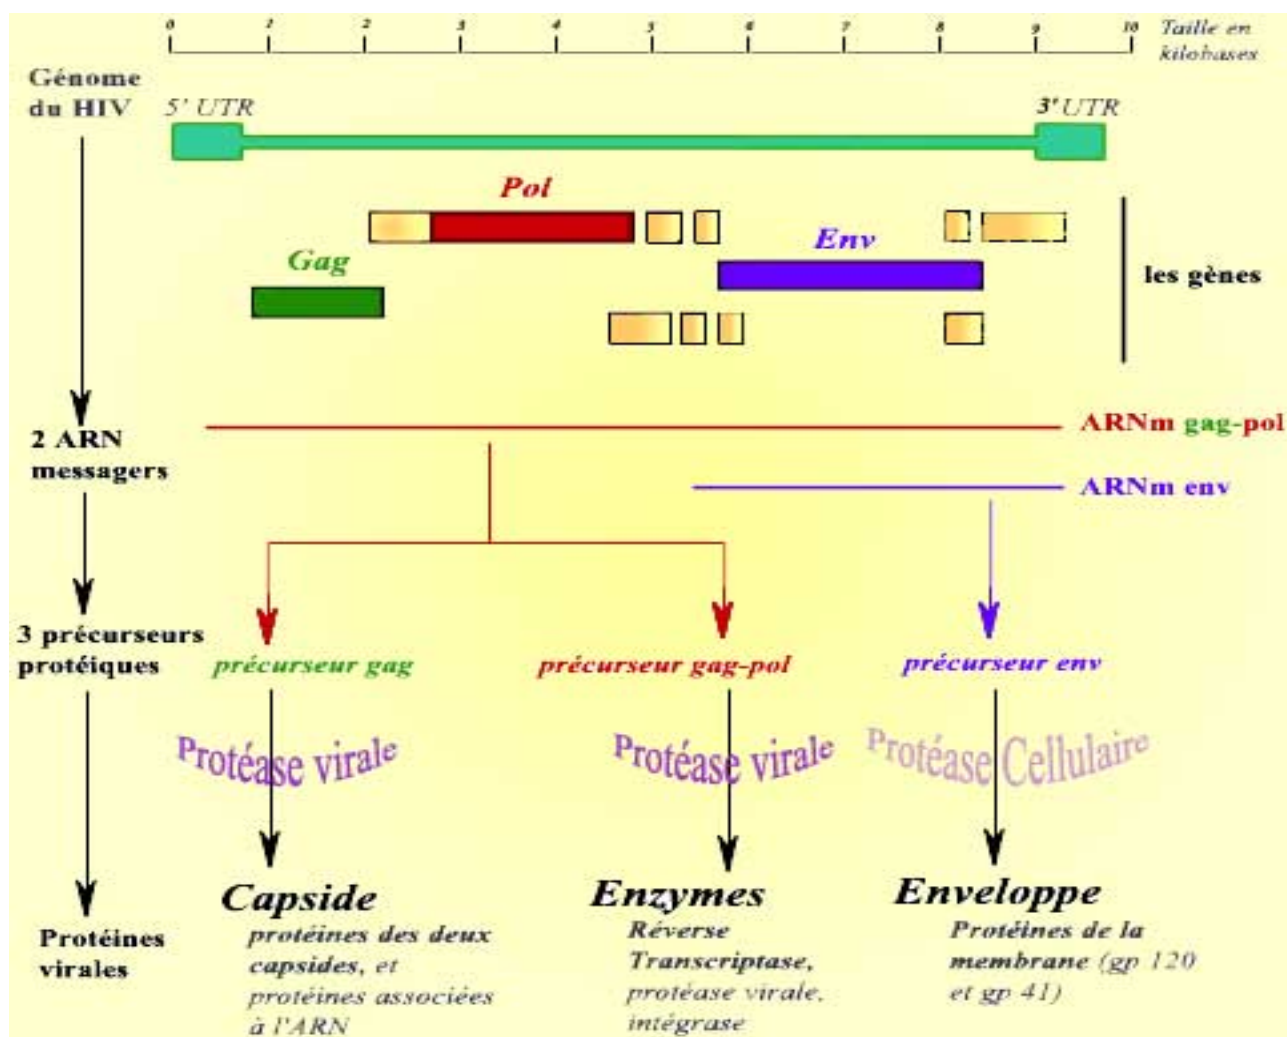 0 1 2 3 4 5 6 7 8 9 10
Taille en
kilobases
Génome
du HIV
5' UTR
3' UTR
Pol
Gag
Env
les gènes
2 ARN
messagers
ARNm gag-pol
ARNm env
3 précurseurs
protéiques
précurseur gag
précurseur gag-pol
précurseur env
Protéase virale
Protéase virale
Protéase Cellulaire
Protéines
virales
Capside
protéines des deux
capsides, et
protéines associées
à l'ARN
Enzymes
Réverse
Transcriptase,
protéase virale,
intégrase
Enveloppe
Protéines de la
membrane (gp 120
et gp 41)